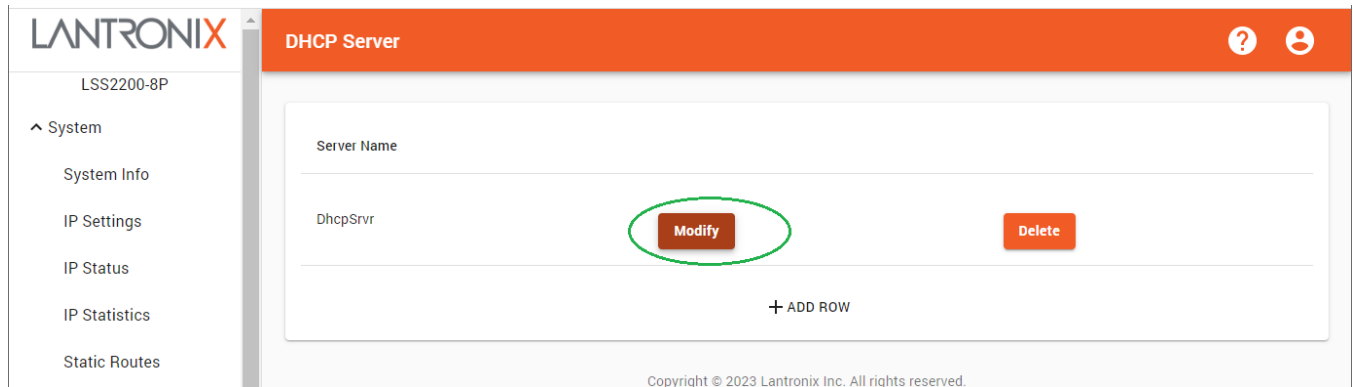 LANTRONIX
LSS2200-8P
System
System Info
IP Settings
IP Status
IP Statistics
Static Routes
DHCP Server
?
Server Name
DhcpSrvr
Modify
Delete
+ ADD ROW
Copyright © 2023 Lantronix Inc. All rights reserved.